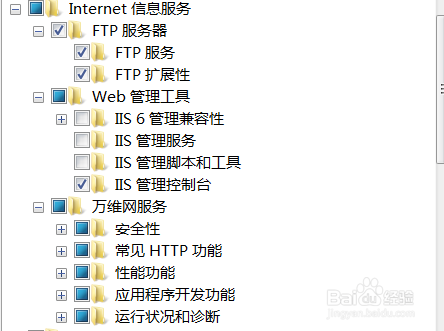 Internet 信息服务
FTP 服务器
FTP 服务
FTP 扩展性
Web 管理工具
IIS 6 管理兼容性
IIS 管理服务
IIS 管理脚本和工具
IIS 管理控制台
万维网服务
安全性
常见 HTTP 功能
性能功能
应用程序开发功能
运行状况和诊断
Baidu 经验
jingyan.baidu.com